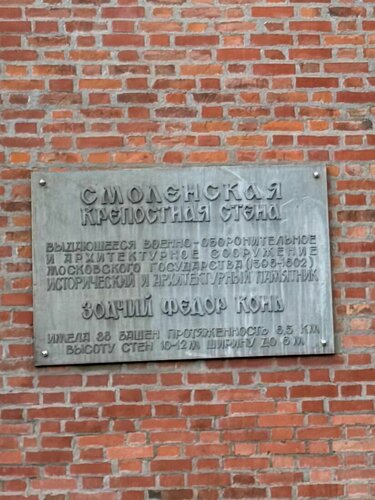 СМОЛЕНСКАЯ
КРЕПОСТНАЯ СТЕНА
ВЫДАЮЩЕЕСЯ ВОЕННО-ОБОРОНИТЕЛЬНОЕ
И АРХИТЕКТУРНОЕ СООРУЖЕНИЕ
МОСКОВСКОГО ГОСУДАРСТВА (1596-1602)
ИСТОРИЧЕСКИЙ И АРХИТЕКТУРНЫЙ ПАМЯТНИК
ЗОДЧИЙ ФЕДОР КОНЬ
ИМЕЛА 38 БАШЕН ПРОТЯЖЕННОСТЬ 6,5 КМ
ВЫСОТУ СТЕН 10-12 М ШИРИНУ ДО 6 М